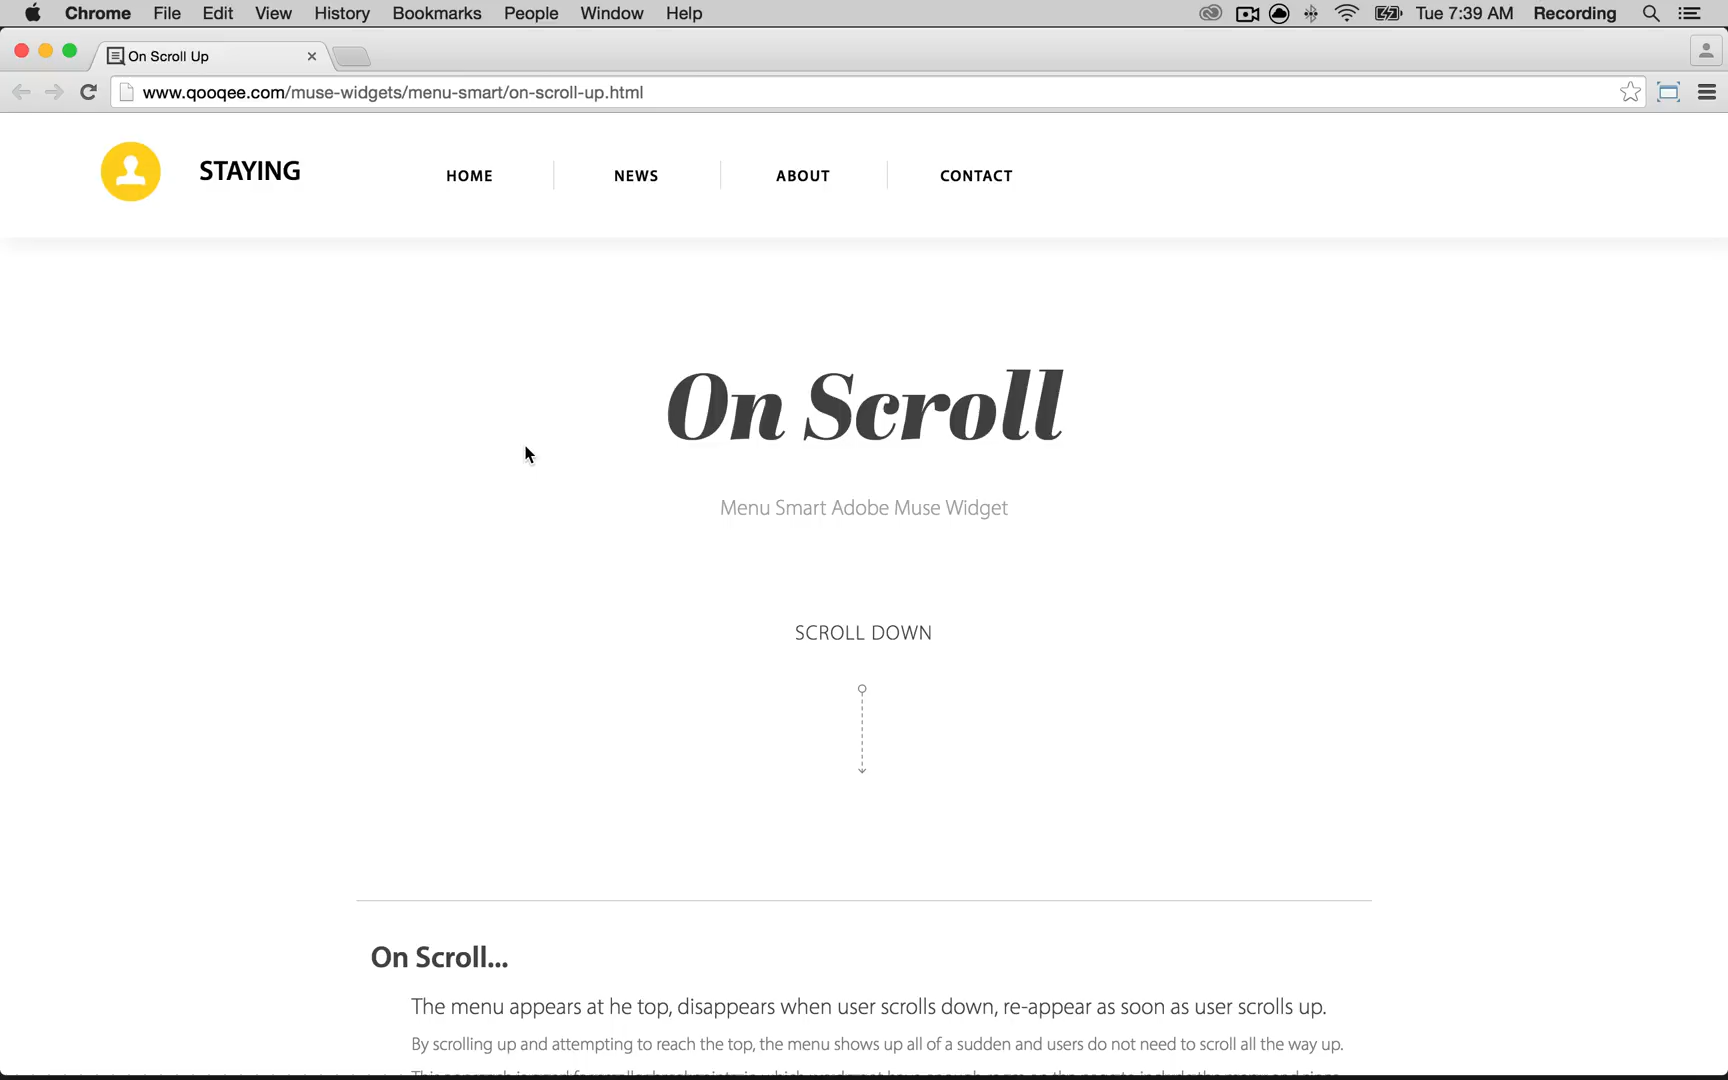 Chrome File Edit View History Bookmarks People Window Help Tue 7:39 AM Recording
On Scroll Up
www.qooqee.com/muse-widgets/menu-smart/on-scroll-up.html
STAYING HOME NEWS ABOUT CONTACT
On Scroll
Menu Smart Adobe Muse Widget
SCROLL DOWN
On Scroll...
The menu appears at he top, disappears when user scrolls down, re-appear as soon as user scrolls up.
By scrolling up and attempting to reach the top, the menu shows up all of a sudden and users do not need to scroll all the way up.